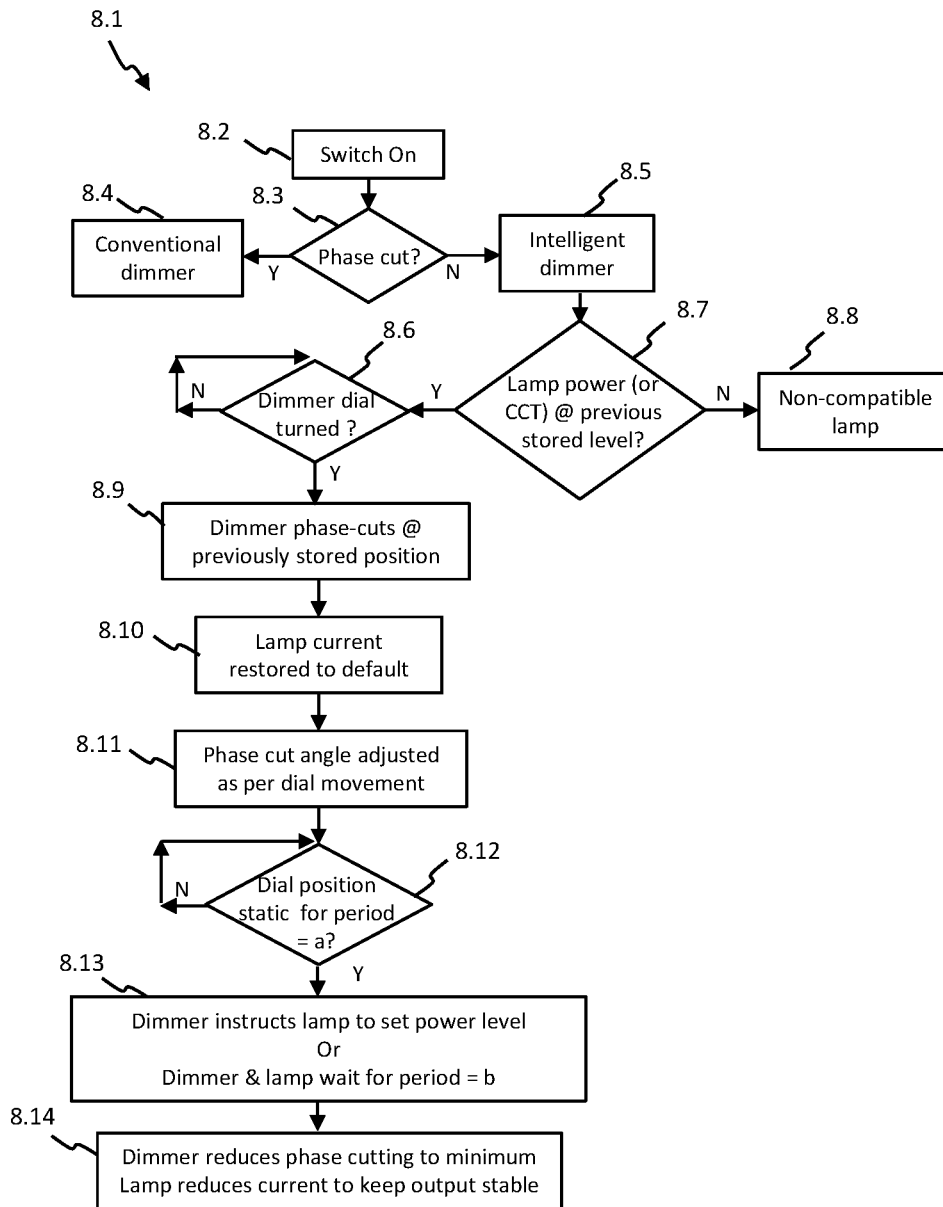 8.1
8.2
Switch On
8.3
8.4
8.5
Conventional
dimmer
Y
Phase cut?
N
Intelligent
dimmer
8.6
8.7
8.8
N
Dimmer dial
turned ?
Y
Lamp power (or
CCT) @ previous
stored level?
N
Non-compatible
lamp
Y
8.9
Dimmer phase-cuts @
previously stored position
8.10
Lamp current
restored to default
8.11
Phase cut angle adjusted
as per dial movement
8.12
N
Dial position
static for period
= a?
Y
8.13
Dimmer instructs lamp to set power level
Or
Dimmer & lamp wait for period = b
8.14
Dimmer reduces phase cutting to minimum
Lamp reduces current to keep output stable